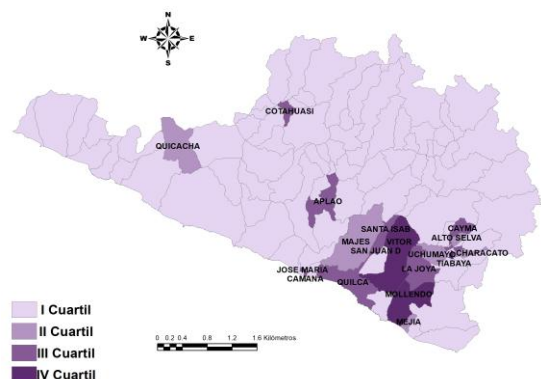 N
W E
S
COTAHUASI
QUICACHA
APLAO
SANTA ISAB
CAYMA
MAJES
VITOR
ALTO SELVA
SAN JUAN D
UCHUMAYO
CHARACATO
TIABAYA
JOSE MARIA
LA JOYA
CAMANA
QUILCA
MOLLENDO
MEJIA
I Cuartil
II Cuartil
III Cuartil
IV Cuartil
0 0.2 0.4 0.8 1.2 1.6 Kilómetros